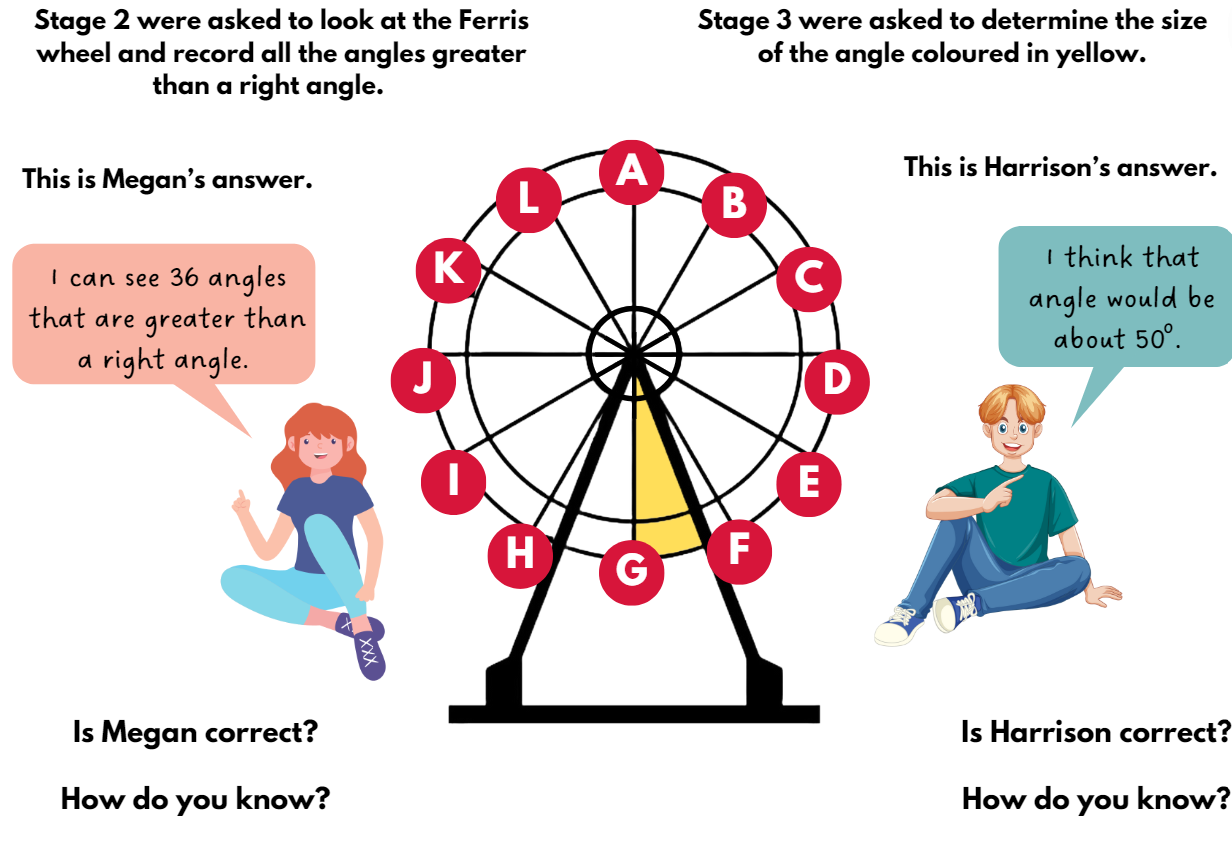 Stage 2 were asked to look at the Ferris
wheel and record all the angles greater
than a right angle.
Stage 3 were asked to determine the size
of the angle coloured in yellow.
This is Megan's answer.
This is Harrison's answer.
I can see 36 angles
that are greater than
a right angle.
I think that
angle would be
about 50°.
A
B
C
D
E
F
G
H
I
J
K
L
Is Megan correct?
How do you know?
Is Harrison correct?
How do you know?